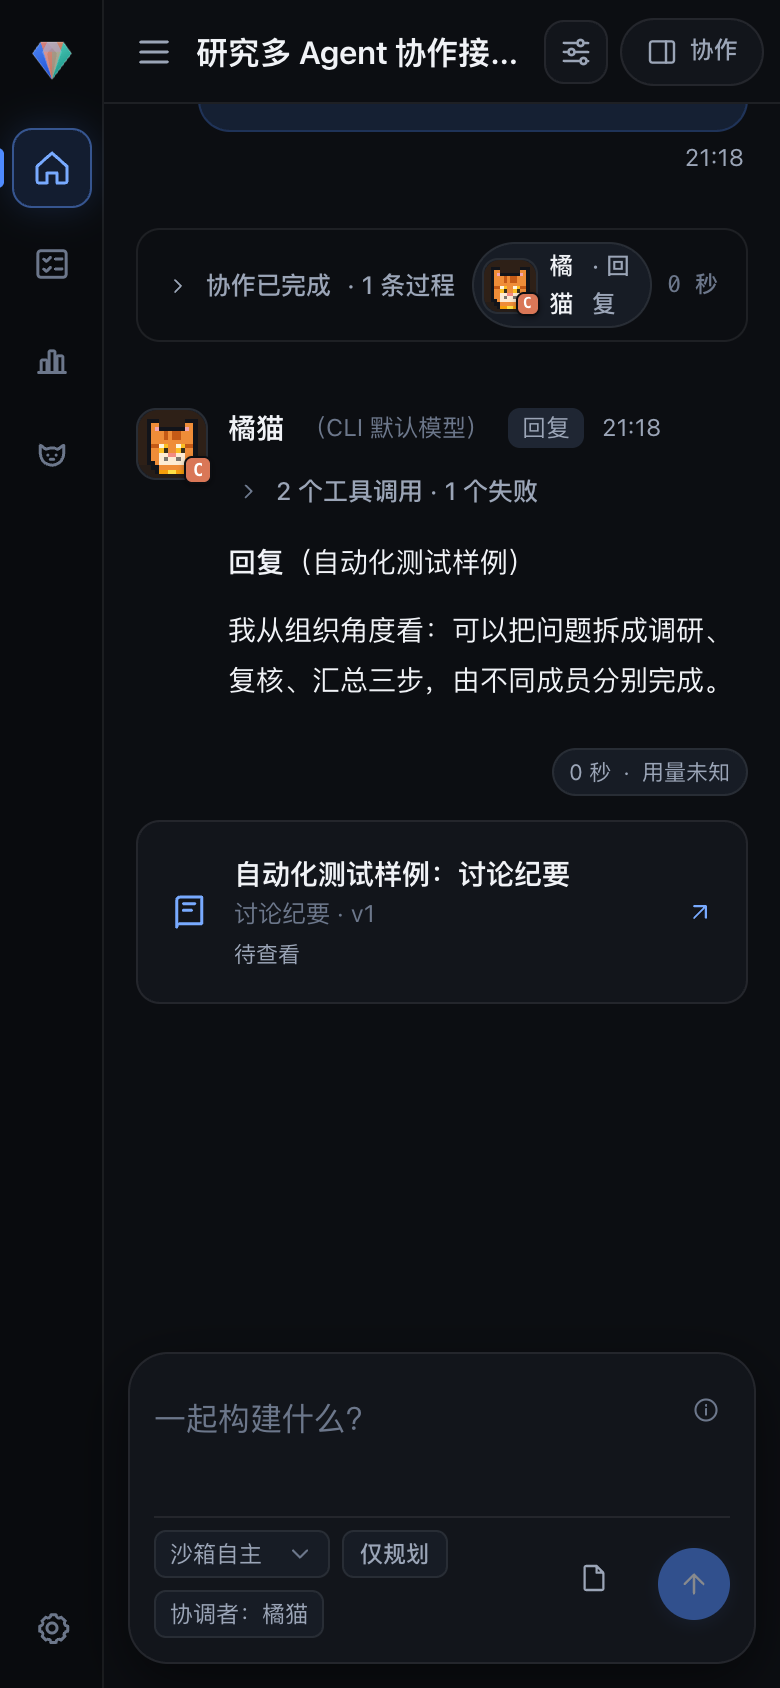 研究多 Agent 协作接...
协作
21:18
协作已完成 · 1 条过程
C
橘猫 · 回复
0 秒
橘猫 （CLI 默认模型） 回复 21:18
C
2 个工具调用 · 1 个失败
回复（自动化测试样例）
我从组织角度看：可以把问题拆成调研、
复核、汇总三步，由不同成员分别完成。
0 秒 · 用量未知
自动化测试样例：讨论纪要
讨论纪要 · v1
待查看
一起构建什么?
沙箱自主
仅规划
协调者：橘猫